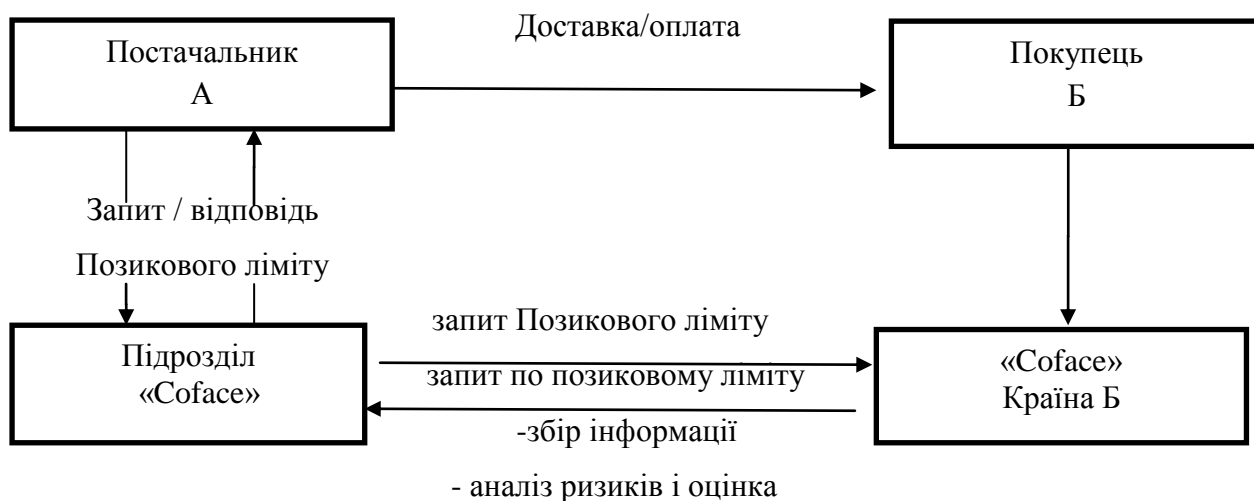 Доставка/оплата
Постачальник
А
Покупець
Б
Запит / відповідь
Позикового ліміту
запит Позикового ліміту
Підрозділ
«Coface»
запит по позиковому ліміту
«Coface»
Країна Б
-збір інформації
- аналіз ризиків і оцінка